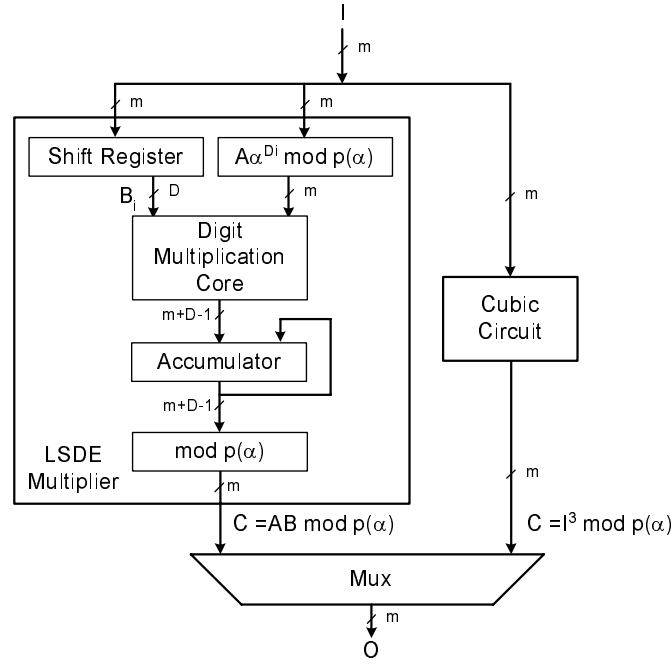 I
m
m
m
Shift Register
Aα^Di mod p(α)
B_i
D
m
m
Digit
Multiplication
Core
Cubic
Circuit
m+D-1
Accumulator
m+D-1
mod p(α)
LSDE
Multiplier
m
m
C =AB mod p(α)
C =I³ mod p(α)
Mux
m
O